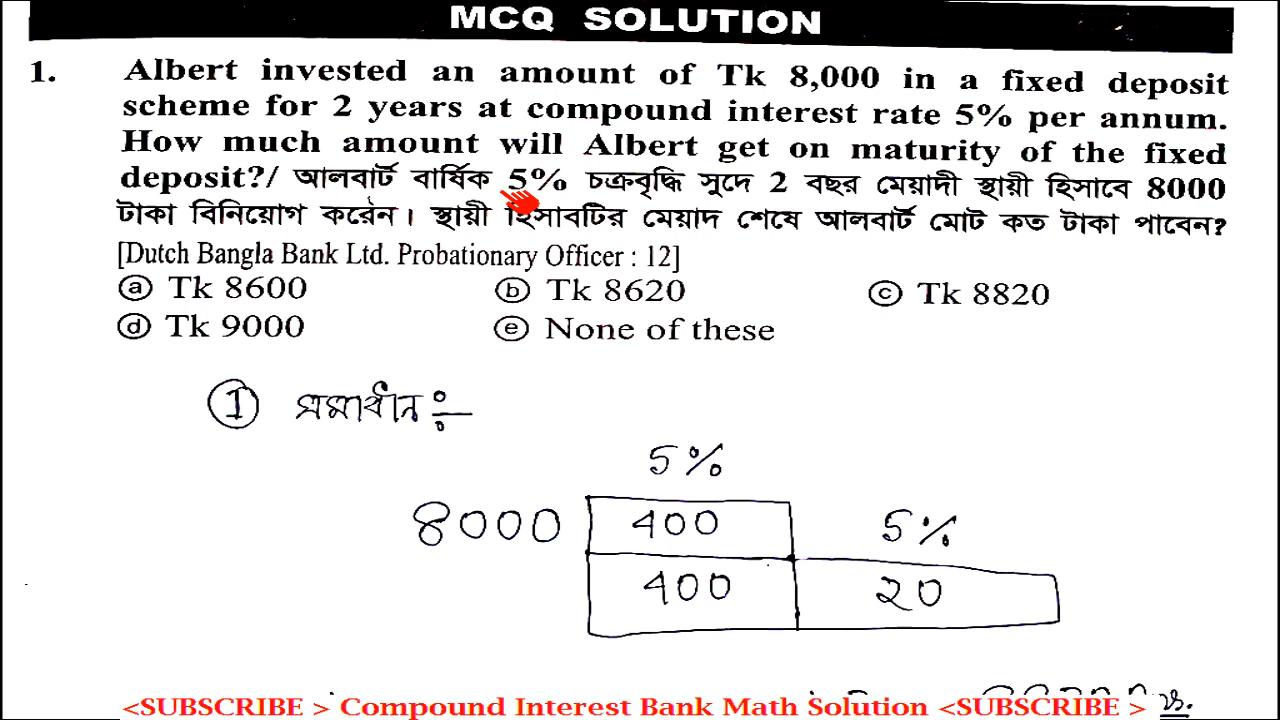 MCQ SOLUTION
1. Albert invested an amount of Tk 8,000 in a fixed deposit
scheme for 2 years at compound interest rate 5% per annum.
How much amount will Albert get on maturity of the fixed
deposit?/ আলবার্ট বার্ষিক 5% চক্রবৃদ্ধি সুদে 2 বছর মেয়াদী স্থায়ী হিসাবে 8000
টাকা বিনিয়োগ করেন। স্থায়ী হিসাবটির মেয়াদ শেষে আলবার্ট মোট কত টাকা পাবেন?
[Dutch Bangla Bank Ltd. Probationary Officer : 12]
ⓐ Tk 8600 ⓑ Tk 8620 ⓒ Tk 8820
ⓓ Tk 9000 ⓔ None of these
① সমাধান ঃ
5%
8000 400 5%
400 ২0
<SUBSCRIBE > Compound Interest Bank Math Solution <SUBSCRIBE >